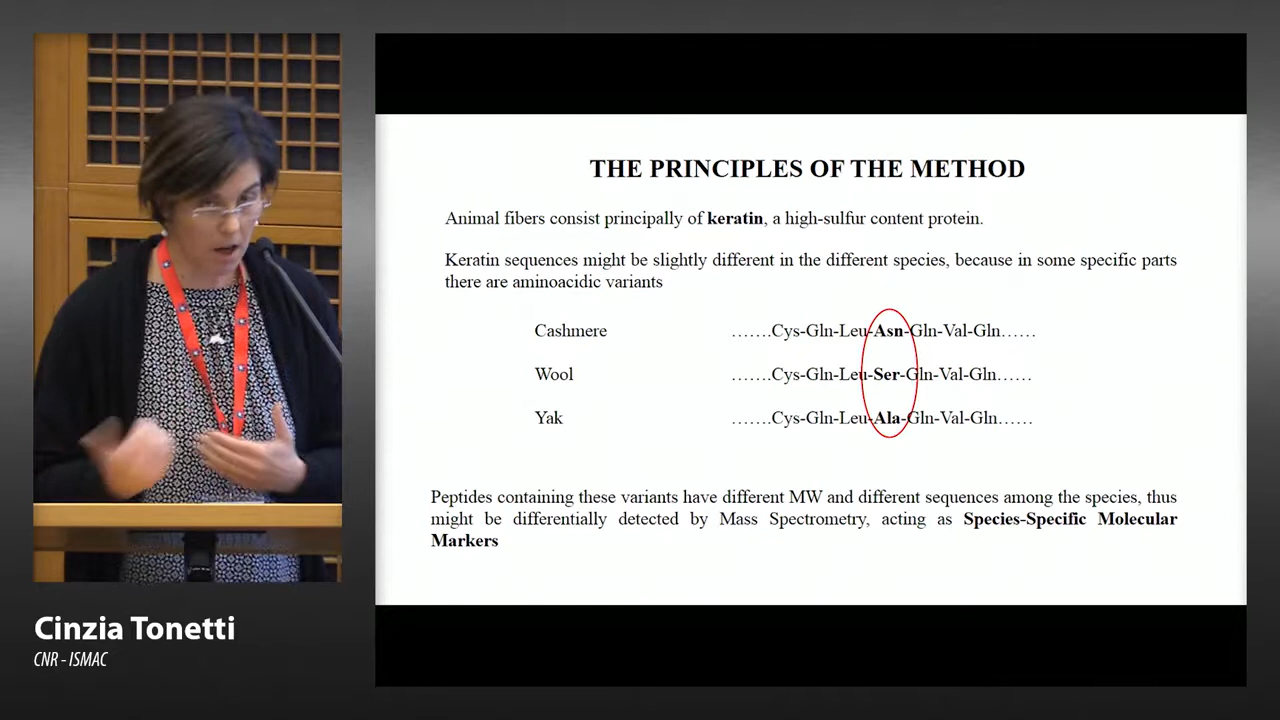 THE PRINCIPLES OF THE METHOD
Animal fibers consist principally of keratin, a high-sulfur content protein.
Keratin sequences might be slightly different in the different species, because in some specific parts
there are aminoacidic variants
Cashmere …….Cys-Gln-Leu-Asn-Gln-Val-Gln……
Wool …….Cys-Gln-Leu-Ser-Gln-Val-Gln……
Yak …….Cys-Gln-Leu-Ala-Gln-Val-Gln……
Peptides containing these variants have different MW and different sequences among the species, thus
might be differentially detected by Mass Spectrometry, acting as Species-Specific Molecular
Markers
Cinzia Tonetti
CNR - ISMAC